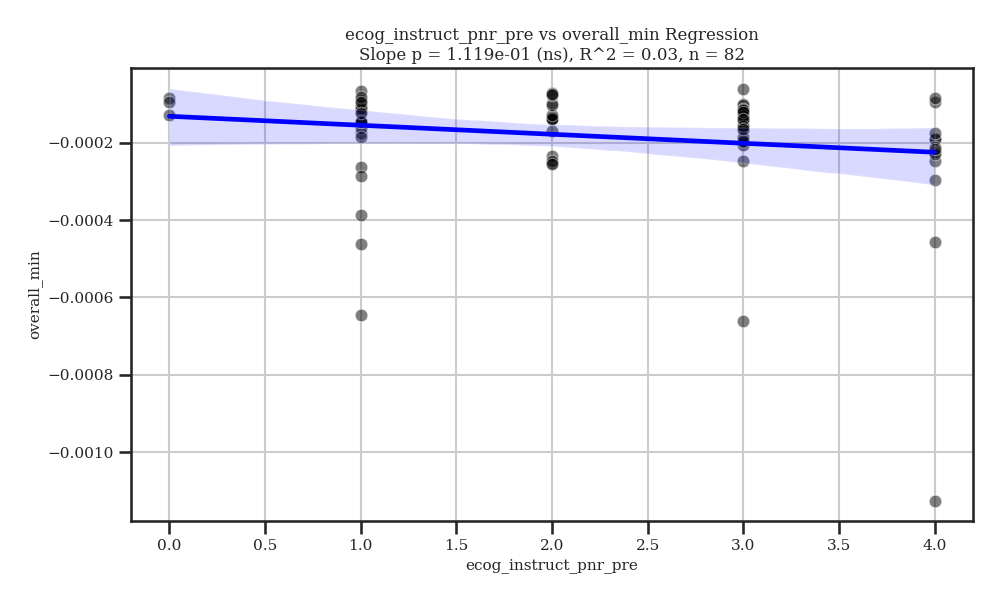 ecog_instruct_pnr_pre vs overall_min Regression
Slope p = 1.119e-01 (ns), R^2 = 0.03, n = 82
overall_min
−0.0002
−0.0004
−0.0006
−0.0008
−0.0010
0.0 0.5 1.0 1.5 2.0 2.5 3.0 3.5 4.0
ecog_instruct_pnr_pre